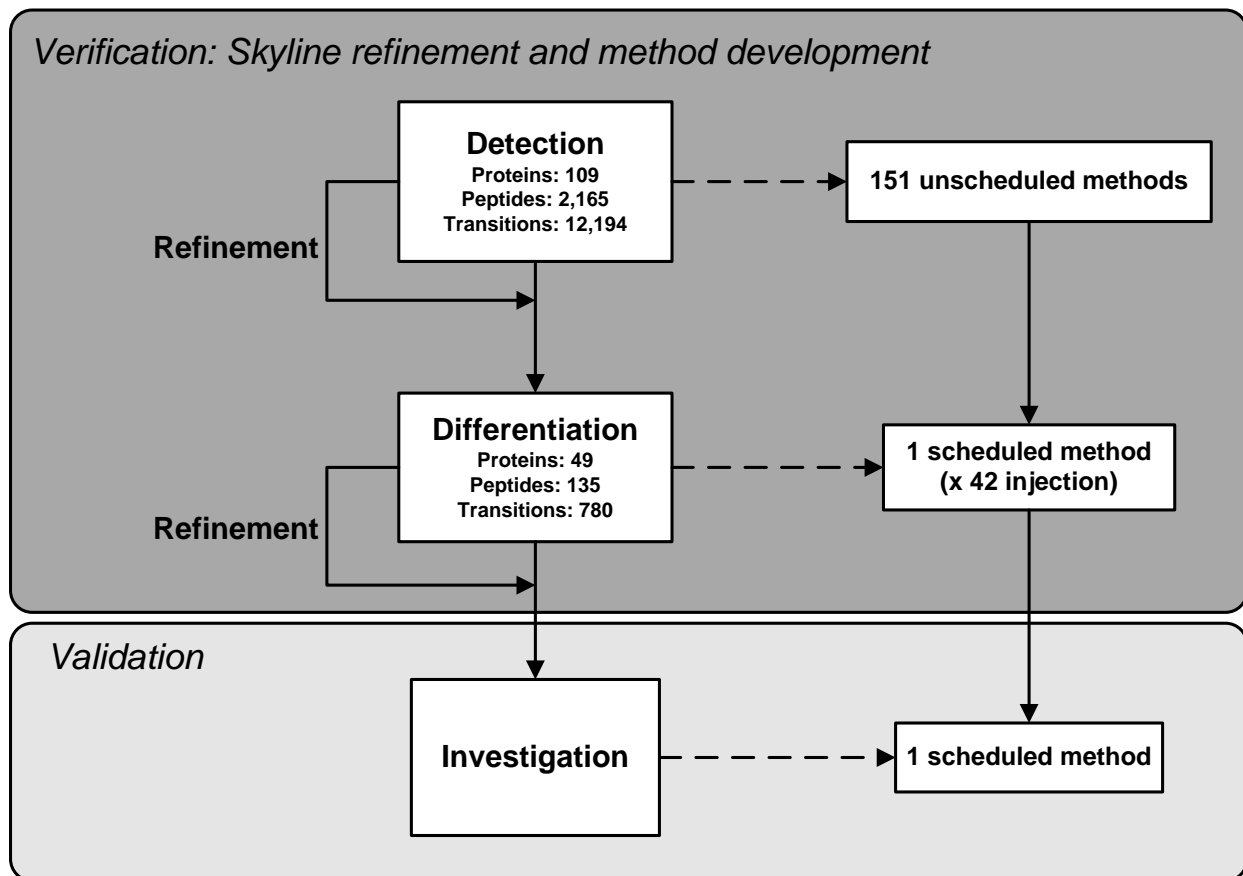 Verification: Skyline refinement and method development
Detection
Proteins: 109
Peptides: 2,165
Transitions: 12,194
151 unscheduled methods
Refinement
Differentiation
Proteins: 49
Peptides: 135
Transitions: 780
1 scheduled method
(x 42 injection)
Refinement
Validation
Investigation
1 scheduled method